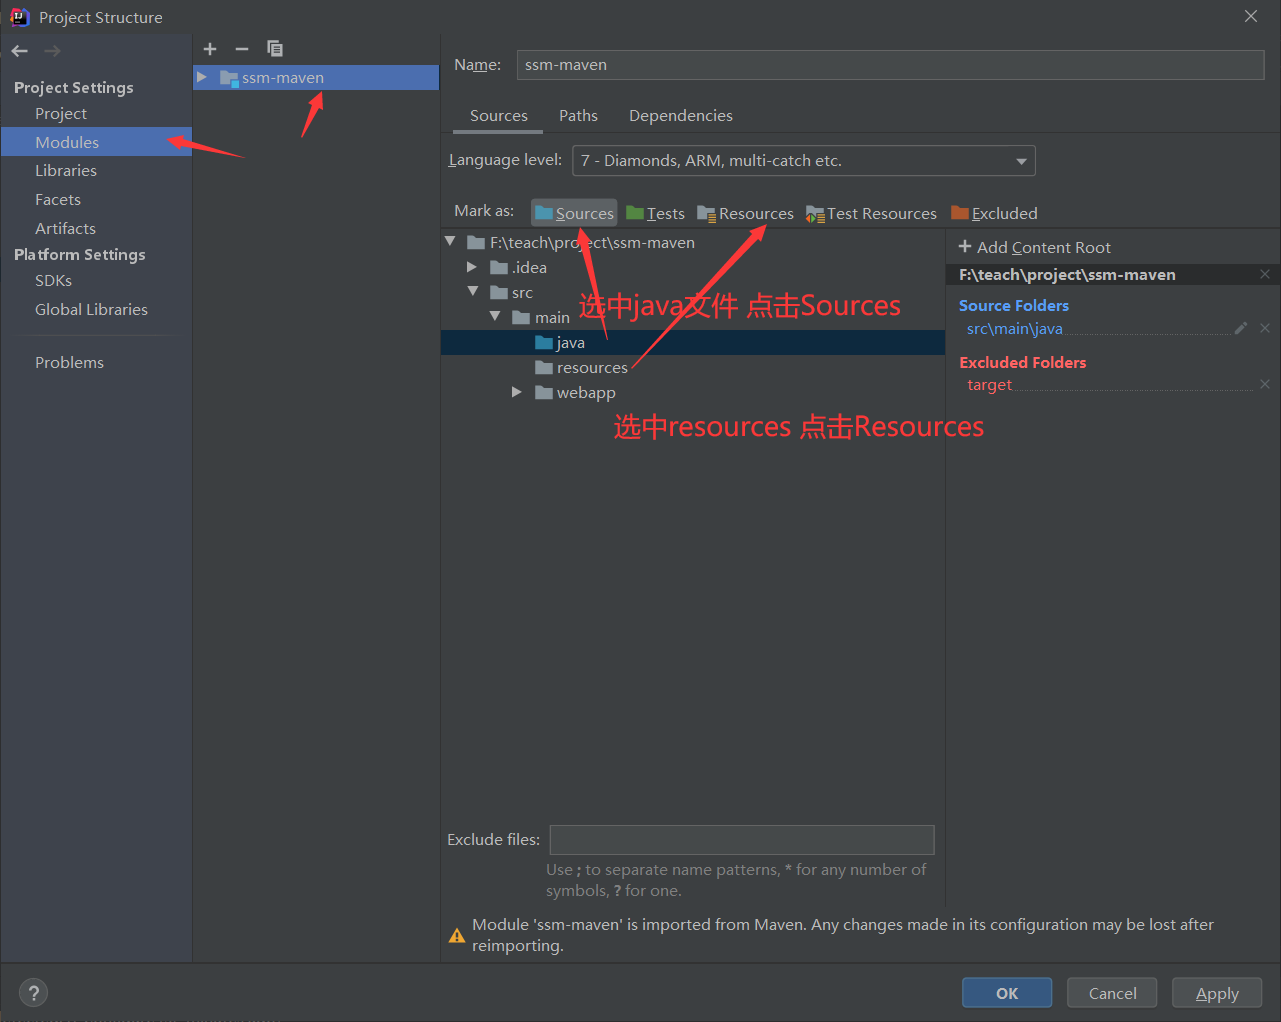 Project Structure
Project Settings
Project
Modules
Libraries
Facets
Artifacts
Platform Settings
SDKs
Global Libraries
Problems
ssm-maven
Name: ssm-maven
Sources Paths Dependencies
Language level: 7 - Diamonds, ARM, multi-catch etc.
Mark as: Sources Tests Resources Test Resources Excluded
F:\teach\project\ssm-maven
.idea
src
main
java
resources
webapp
选中java文件 点击Sources
选中resources 点击Resources
Add Content Root
F:\teach\project\ssm-maven
Source Folders
src\main\java
Excluded Folders
target
Exclude files:
Use ; to separate name patterns, * for any number of
symbols, ? for one.
Module 'ssm-maven' is imported from Maven. Any changes made in its configuration may be lost after
reimporting.
?
OK Cancel Apply